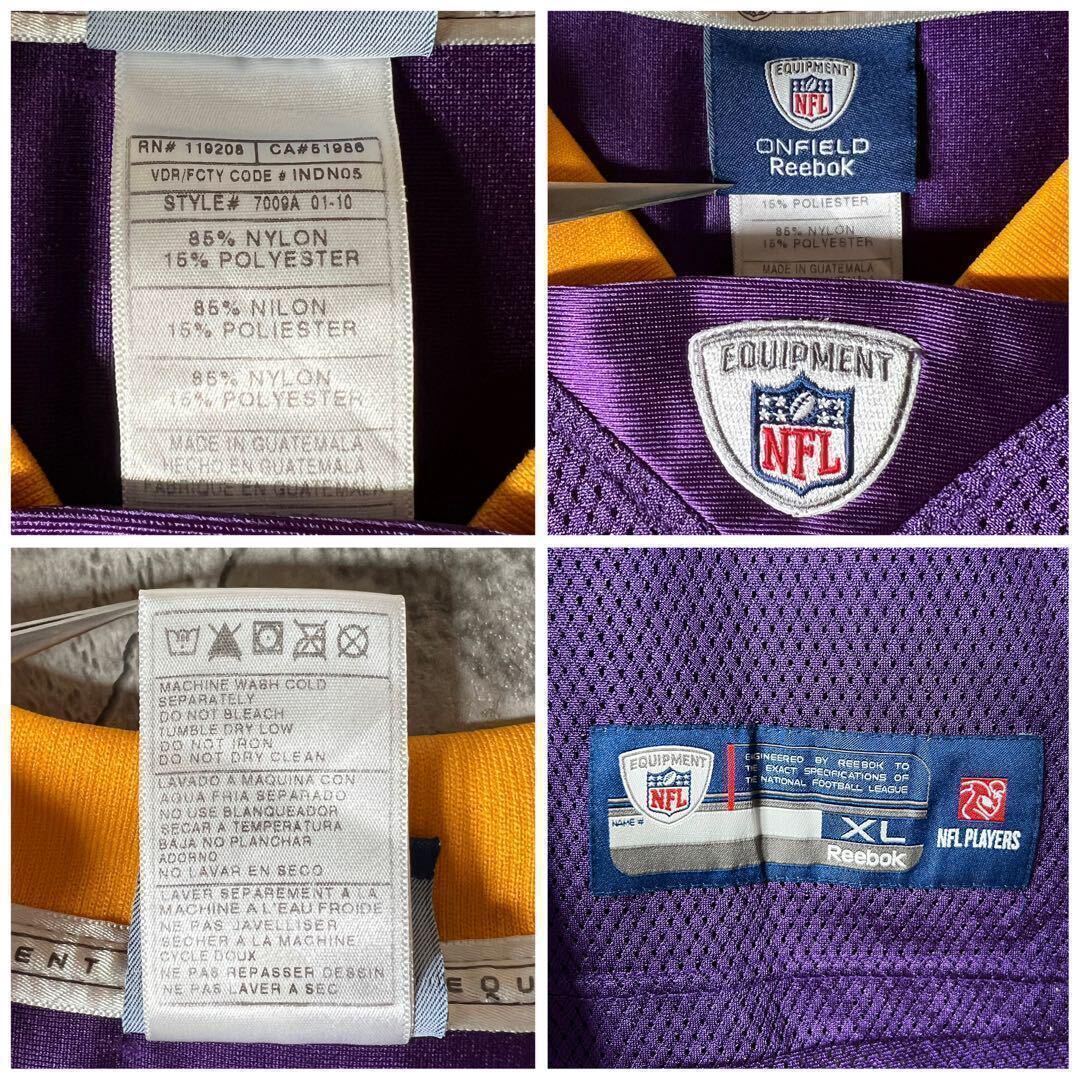 RN# 119208 CA#51986
VDR/FCTY CODE # INDN05
STYLE# 7009A 01-10
85% NYLON
15% POLYESTER
85% NILON
15% POLIESTER
85% NYLON
15% POLYESTER
MADE IN GUATEMALA
HECHO EN GUATEMALA
FABRIQUE EN GUATEMALA
EQUIPMENT
NFL
ONFIELD
Reebok
15% POLIESTER
85% NYLON
15% POLYESTER
MADE IN GUATEMALA
EQUIPMENT
NFL
MACHINE WASH COLD
SEPARATELY
DO NOT BLEACH
TUMBLE DRY LOW
DO NOT IRON
DO NOT DRY CLEAN
LAVADO A MAQUINA CON
AGUA FRIA SEPARADO
NO USE BLANQUEADOR
SECAR A TEMPERATURA
BAJA NO PLANCHAR
ADORNO
NO LAVAR EN SECO
LAVER SEPAREMENT A LA
MACHINE A L'EAU FROIDE
NE PAS JAVELLISER
SECHER A LA MACHINE
CYCLE DOUX
NE PAS REPASSER DESSIN
NE PAS LAVER A SEC
ENT
EQU
EQUIPMENT
NFL
ENGINEERED BY REEBOK TO
THE EXACT SPECIFICATIONS OF
THE NATIONAL FOOTBALL LEAGUE
NAME #
XL
Reebok
NFL PLAYERS